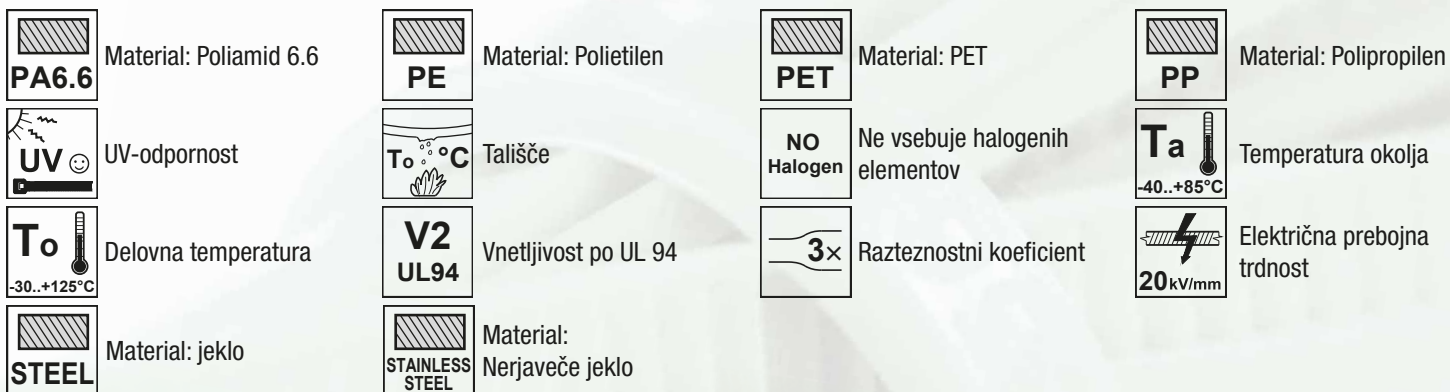 PA6.6
Material: Poliamid 6.6
PE
Material: Polietilen
PET
Material: PET
PP
Material: Polipropilen
UV
UV-odpornost
To °C
Tališče
NO
Halogen
Ne vsebuje halogenih
elementov
Ta
-40..+85°C
Temperatura okolja
To
-30..+125°C
Delovna temperatura
V2
UL94
Vnetljivost po UL 94
3×
Razteznostni koeficient
20 kV/mm
Električna prebojna
trdnost
STEEL
Material: jeklo
STAINLESS
STEEL
Material:
Nerjaveče jeklo